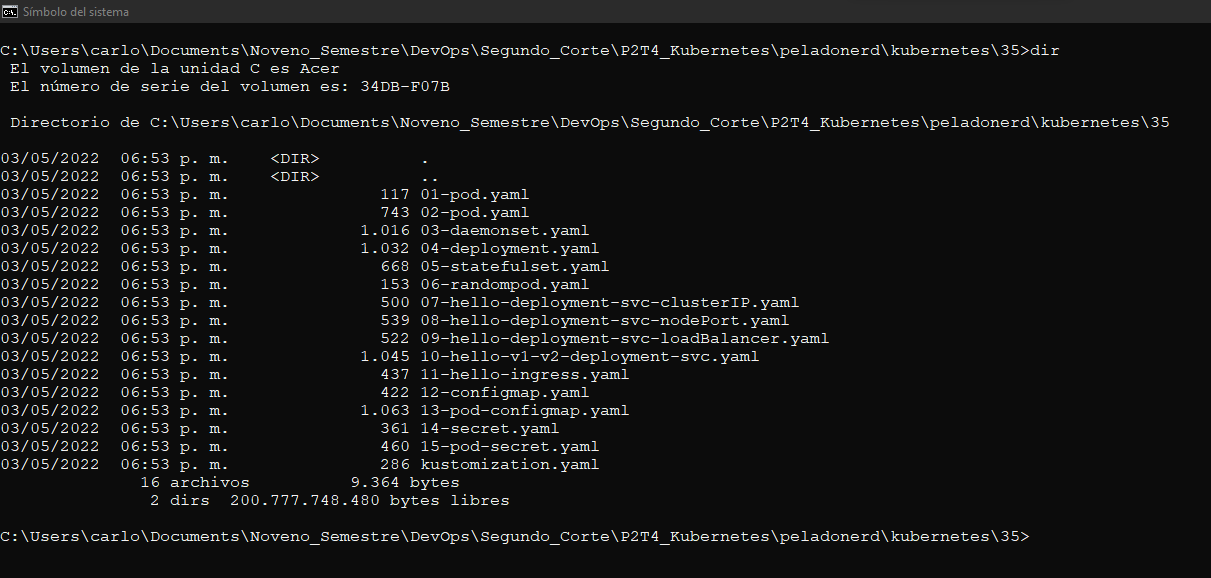 Símbolo del sistema
C:\Users\carlo\Documents\Noveno_Semestre\DevOps\Segundo_Corte\P2T4_Kubernetes\peladonerd\kubernetes\35>dir
El volumen de la unidad C es Acer
El número de serie del volumen es: 34DB-F07B
Directorio de C:\Users\carlo\Documents\Noveno_Semestre\DevOps\Segundo_Corte\P2T4_Kubernetes\peladonerd\kubernetes\35
03/05/2022  06:53 p. m.    <DIR>          .
03/05/2022  06:53 p. m.    <DIR>          ..
03/05/2022  06:53 p. m.               117 01-pod.yaml
03/05/2022  06:53 p. m.               743 02-pod.yaml
03/05/2022  06:53 p. m.             1.016 03-daemonset.yaml
03/05/2022  06:53 p. m.             1.032 04-deployment.yaml
03/05/2022  06:53 p. m.               668 05-statefulset.yaml
03/05/2022  06:53 p. m.               153 06-randompod.yaml
03/05/2022  06:53 p. m.               500 07-hello-deployment-svc-clusterIP.yaml
03/05/2022  06:53 p. m.               539 08-hello-deployment-svc-nodePort.yaml
03/05/2022  06:53 p. m.               522 09-hello-deployment-svc-loadBalancer.yaml
03/05/2022  06:53 p. m.             1.045 10-hello-v1-v2-deployment-svc.yaml
03/05/2022  06:53 p. m.               437 11-hello-ingress.yaml
03/05/2022  06:53 p. m.               422 12-configmap.yaml
03/05/2022  06:53 p. m.             1.063 13-pod-configmap.yaml
03/05/2022  06:53 p. m.               361 14-secret.yaml
03/05/2022  06:53 p. m.               460 15-pod-secret.yaml
03/05/2022  06:53 p. m.               286 kustomization.yaml
16 archivos          9.364 bytes
2 dirs  200.777.748.480 bytes libres
C:\Users\carlo\Documents\Noveno_Semestre\DevOps\Segundo_Corte\P2T4_Kubernetes\peladonerd\kubernetes\35>